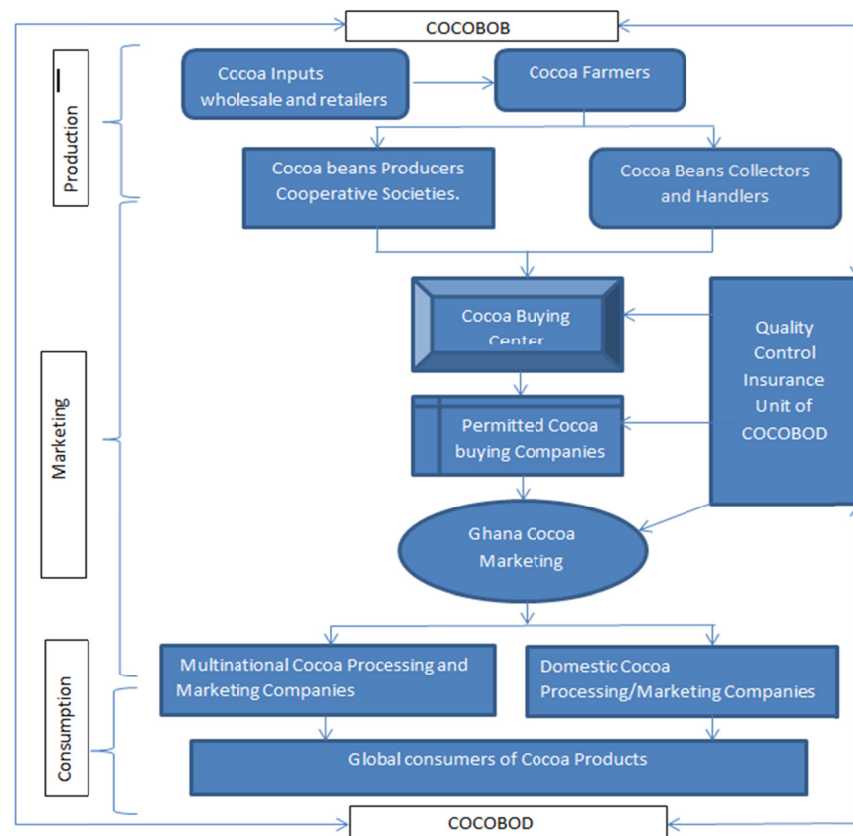 COCOBOB
Cccoa Inputs
wholesale and retailers
Cocoa Farmers
Production
Cocoa beans Producers
Cooperative Societies.
Cocoa Beans Collectors
and Handlers
Cocoa Buying
Center
Quality
Control
Insurance
Unit of
COCOBOD
Marketing
Permitted Cocoa
buying Companies
Ghana Cocoa
Marketing
Multinational Cocoa Processing and
Marketing Companies
Domestic Cocoa
Processing/Marketing Companies
Consumption
Global consumers of Cocoa Products
COCOBOD